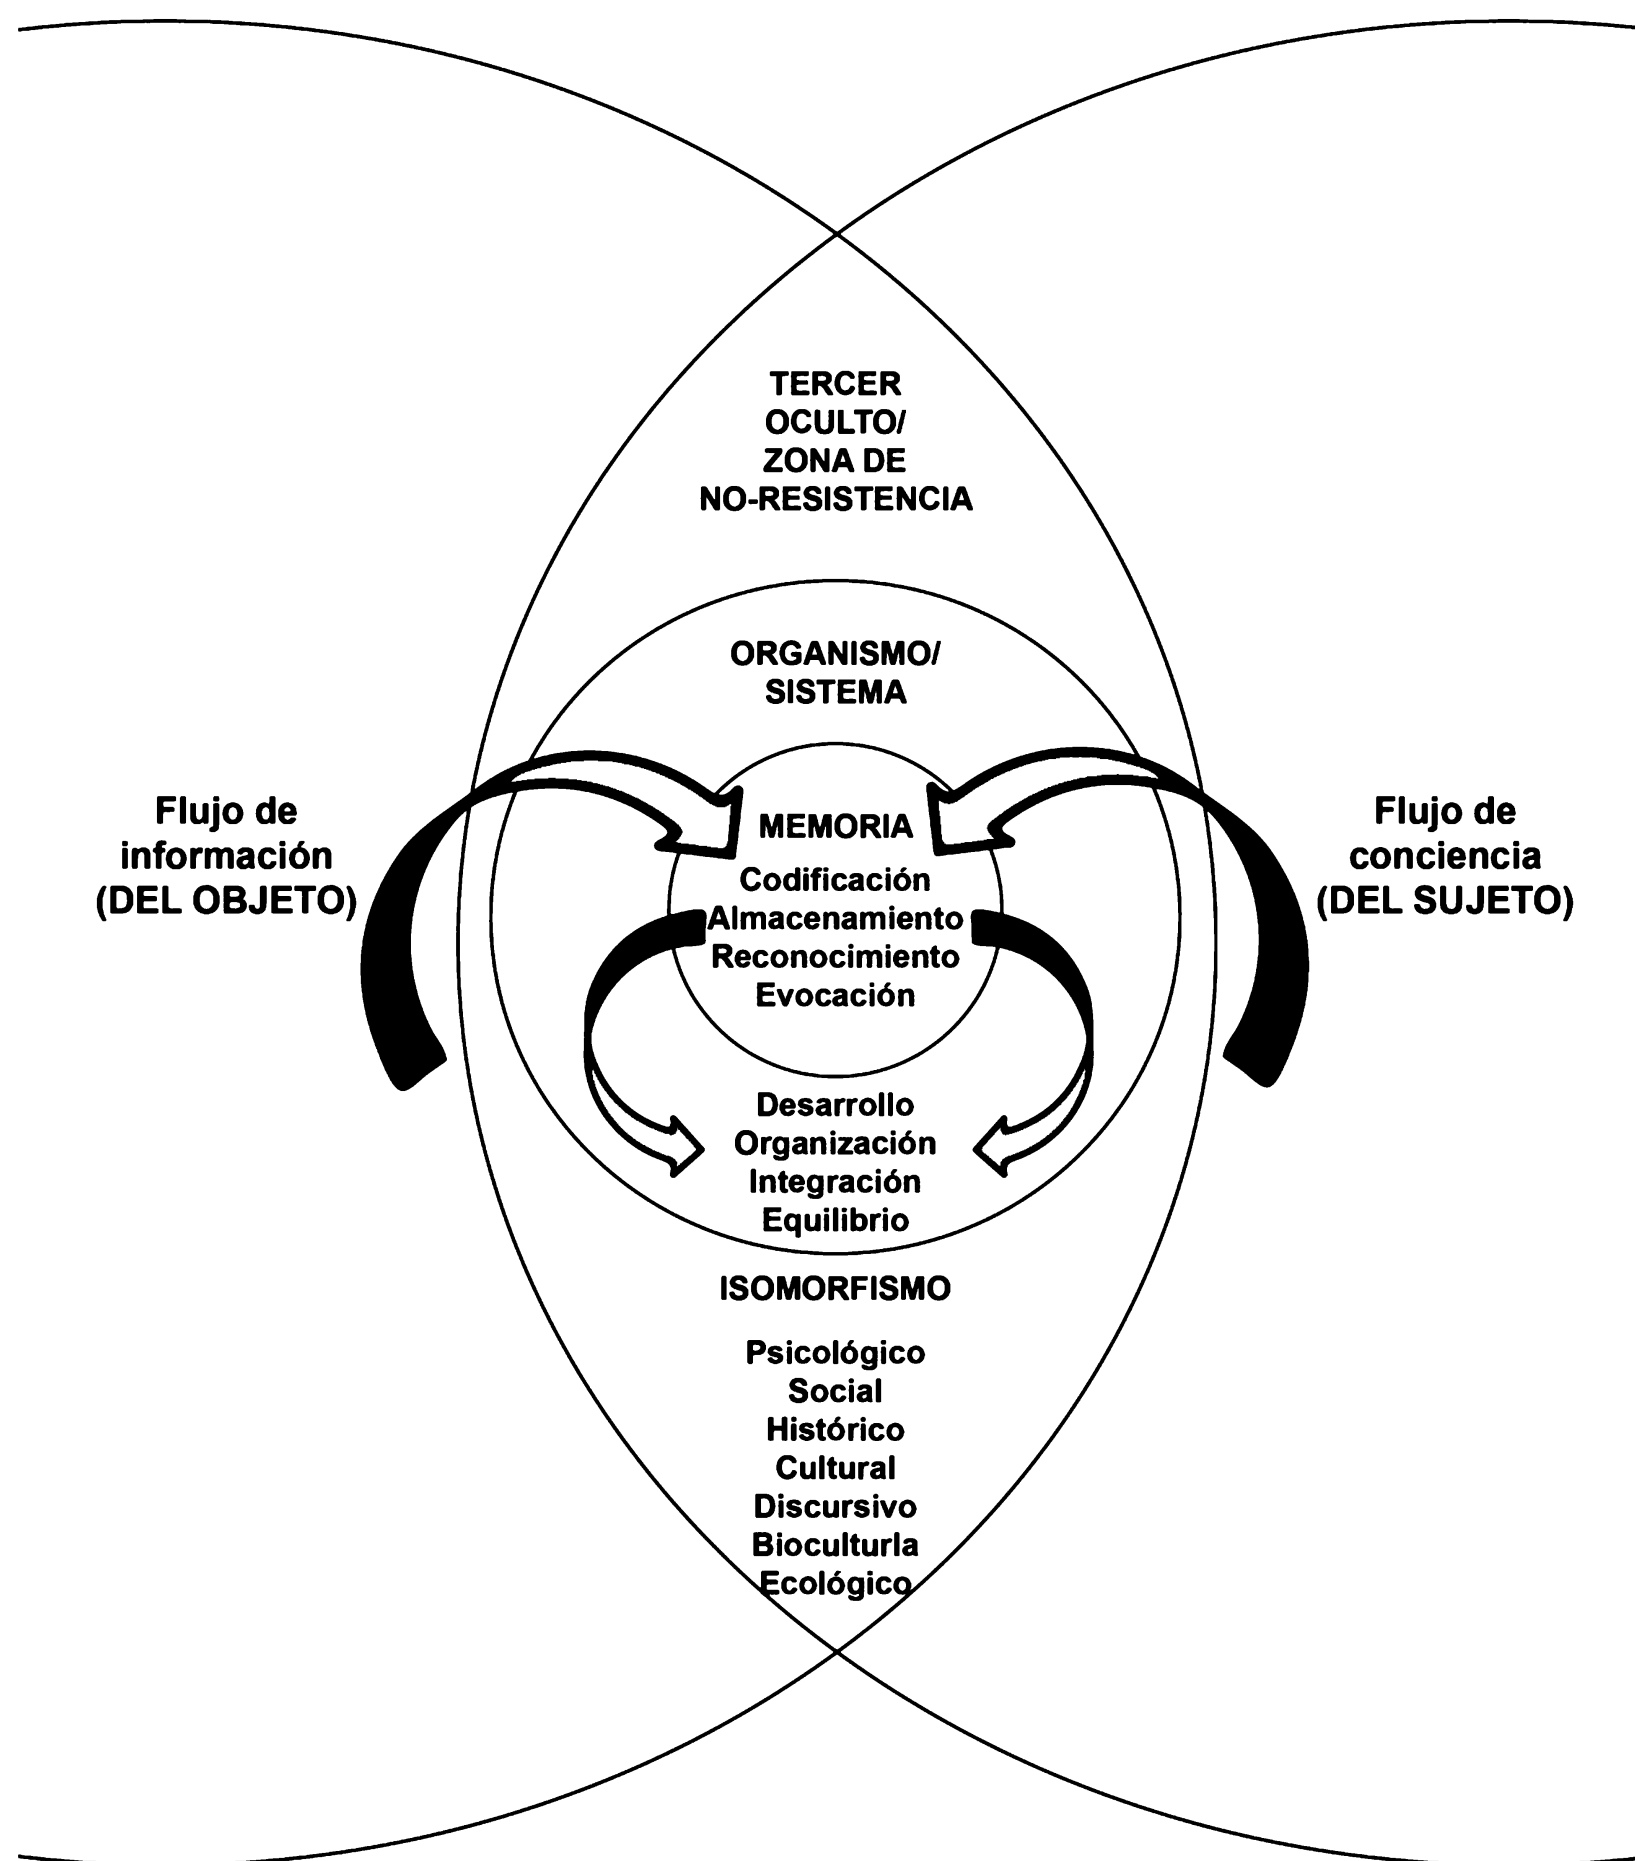 TERCER
OCULTO/
ZONA DE
NO-RESISTENCIA
ORGANISMO/
SISTEMA
Flujo de
información
(DEL OBJETO)
MEMORIA
Codificación
Almacenamiento
Reconocimiento
Evocación
Flujo de
conciencia
(DEL SUJETO)
Desarrollo
Organización
Integración
Equilibrio
ISOMORFISMO
Psicológico
Social
Histórico
Cultural
Discursivo
Bioculturla
Ecológico